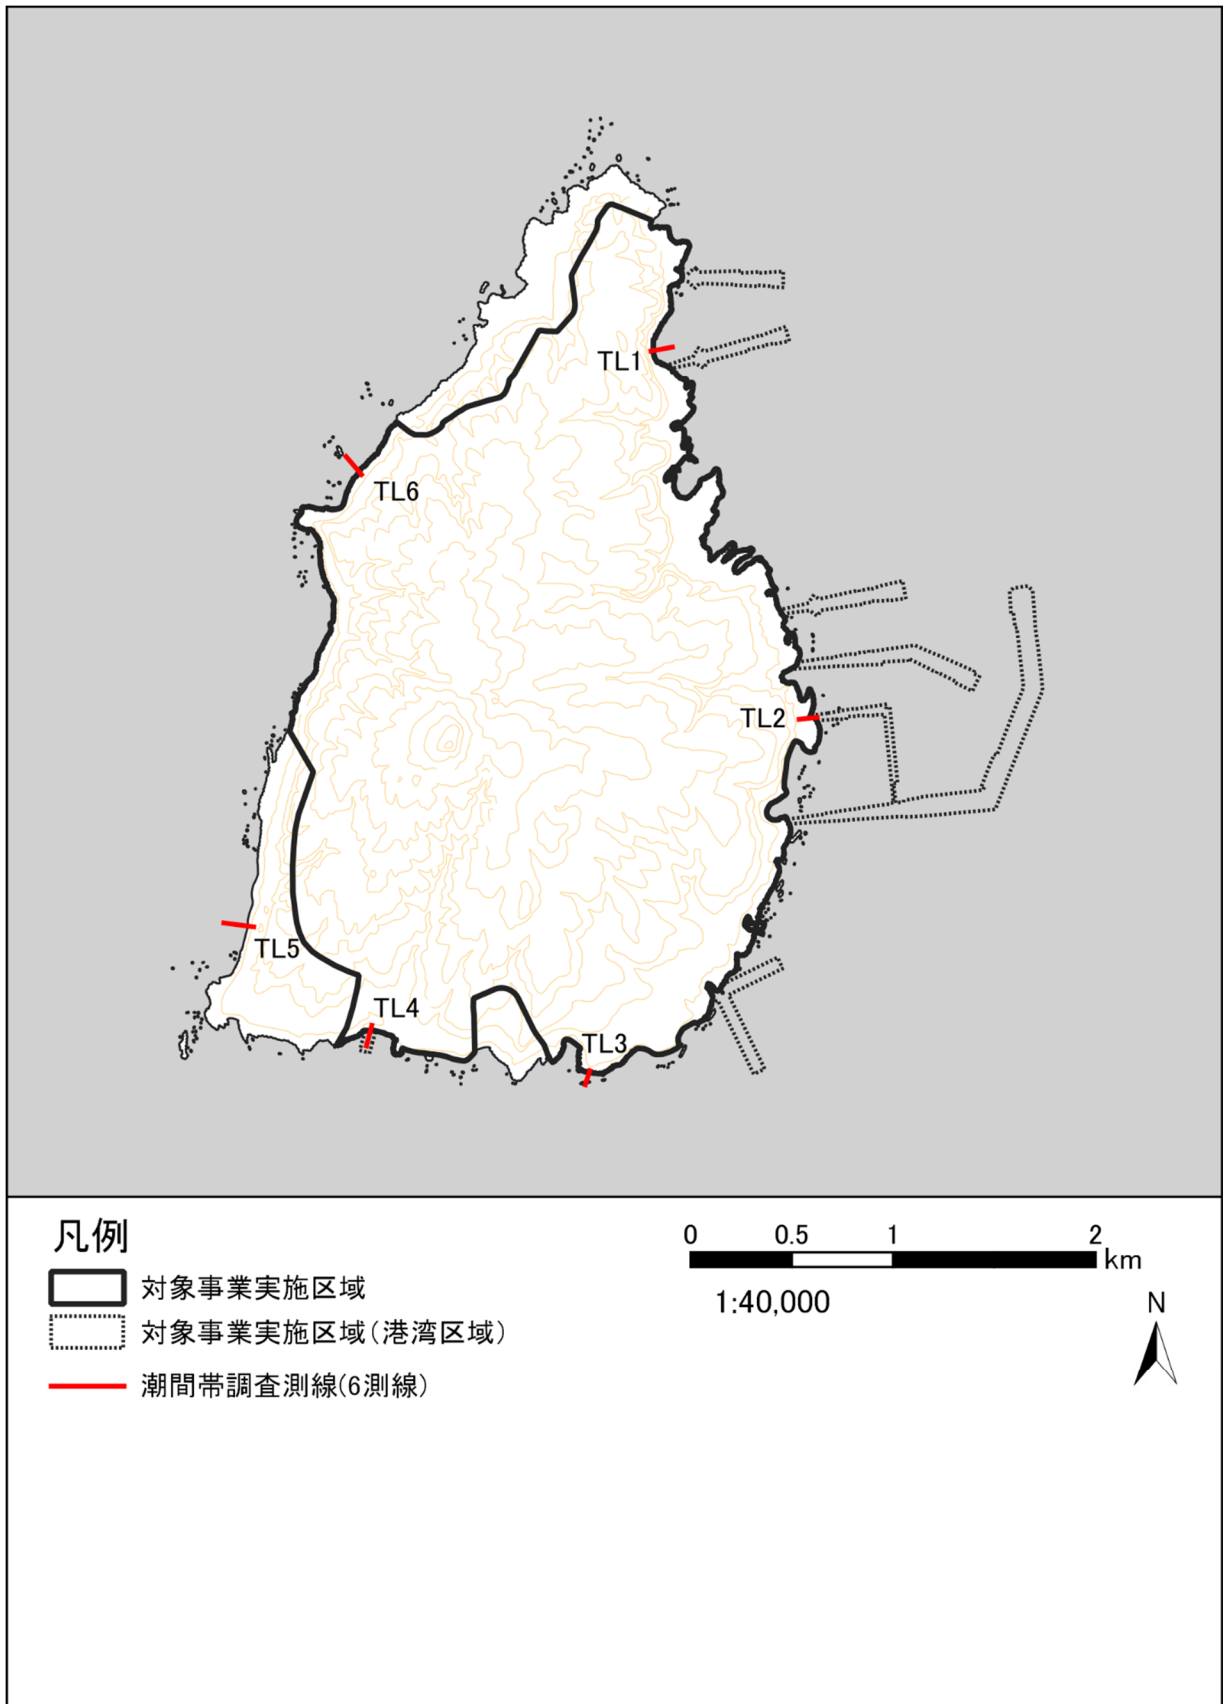 TL1
TL6
TL2
TL5
TL4
TL3
凡例
対象事業実施区域
対象事業実施区域(港湾区域)
潮間帯調査測線(6測線)
0 0.5 1 2
km
1:40,000
N